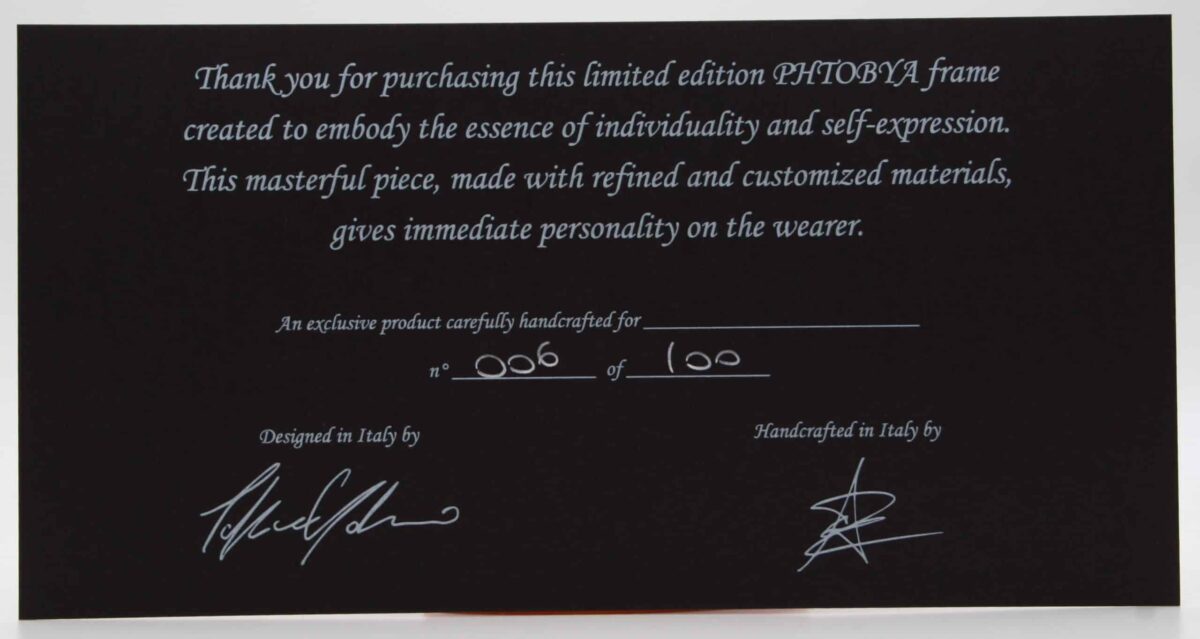 Thank you for purchasing this limited edition PHTOBYA frame
created to embody the essence of individuality and self-expression.
This masterful piece, made with refined and customized materials,
gives immediate personality on the wearer.
An exclusive product carefully handcrafted for
n° 006 of 100
Designed in Italy by
Handcrafted in Italy by